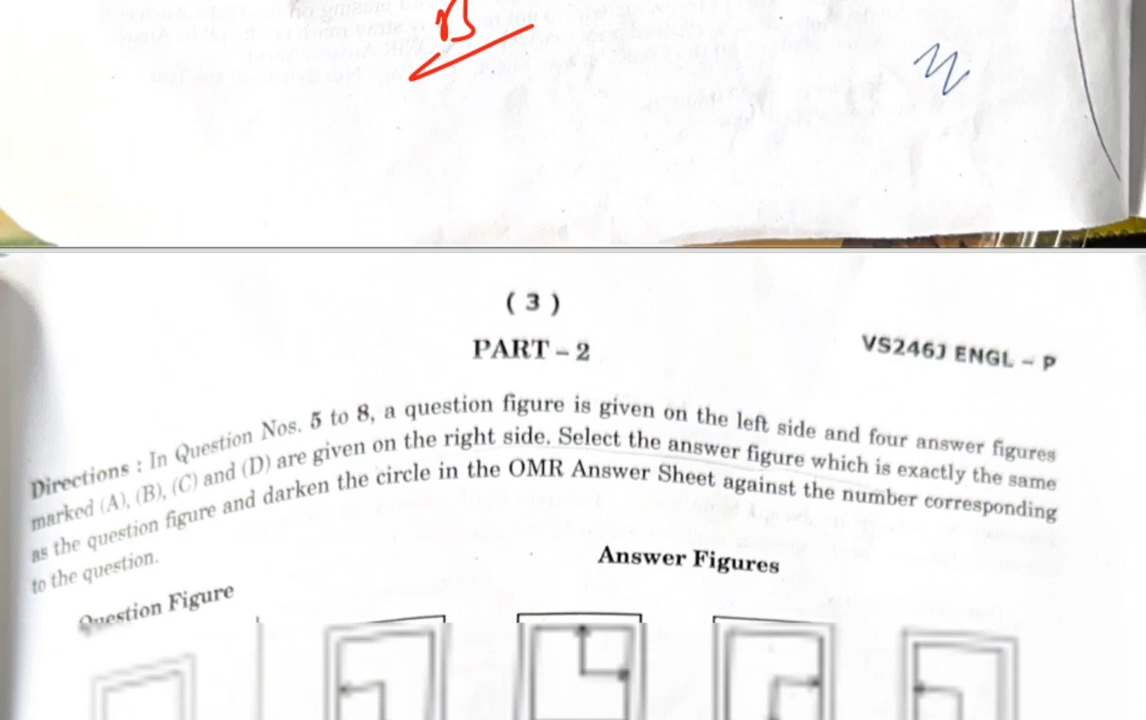 B
( 3 )
PART – 2
VS246J ENGL – P
Directions : In Question Nos. 5 to 8, a question figure is given on the left side and four answer figures
marked (A), (B), (C) and (D) are given on the right side. Select the answer figure which is exactly the same
as the question figure and darken the circle in the OMR Answer Sheet against the number corresponding
to the question.
Question Figure
Answer Figures